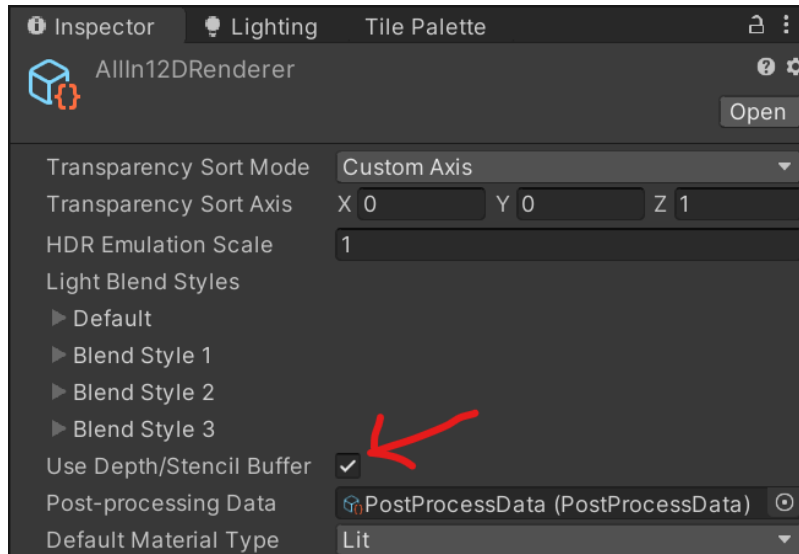 Inspector Lighting Tile Palette
AllIn12DRenderer
Open
Transparency Sort Mode Custom Axis
Transparency Sort Axis X 0 Y 0 Z 1
HDR Emulation Scale 1
Light Blend Styles
Default
Blend Style 1
Blend Style 2
Blend Style 3
Use Depth/Stencil Buffer
Post-processing Data PostProcessData (PostProcessData)
Default Material Type Lit